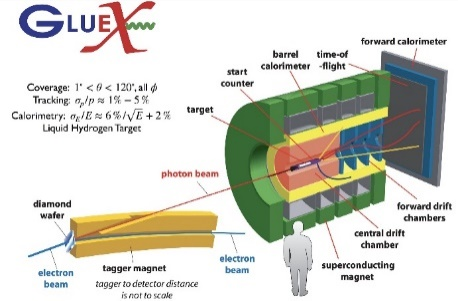 GLUEX
Coverage: 1° < θ < 120°, all ϕ
Tracking: σp/p ≈ 1% – 5%
Calorimetry: σE/E ≈ 6%/√E + 2%
Liquid Hydrogen Target
forward calorimeter
barrel
calorimeter
time-of
-flight
start
counter
target
photon beam
diamond
wafer
forward drift
chambers
central drift
chamber
superconducting
magnet
electron
beam
tagger magnet
electron
beam
tagger to detector distance
is not to scale